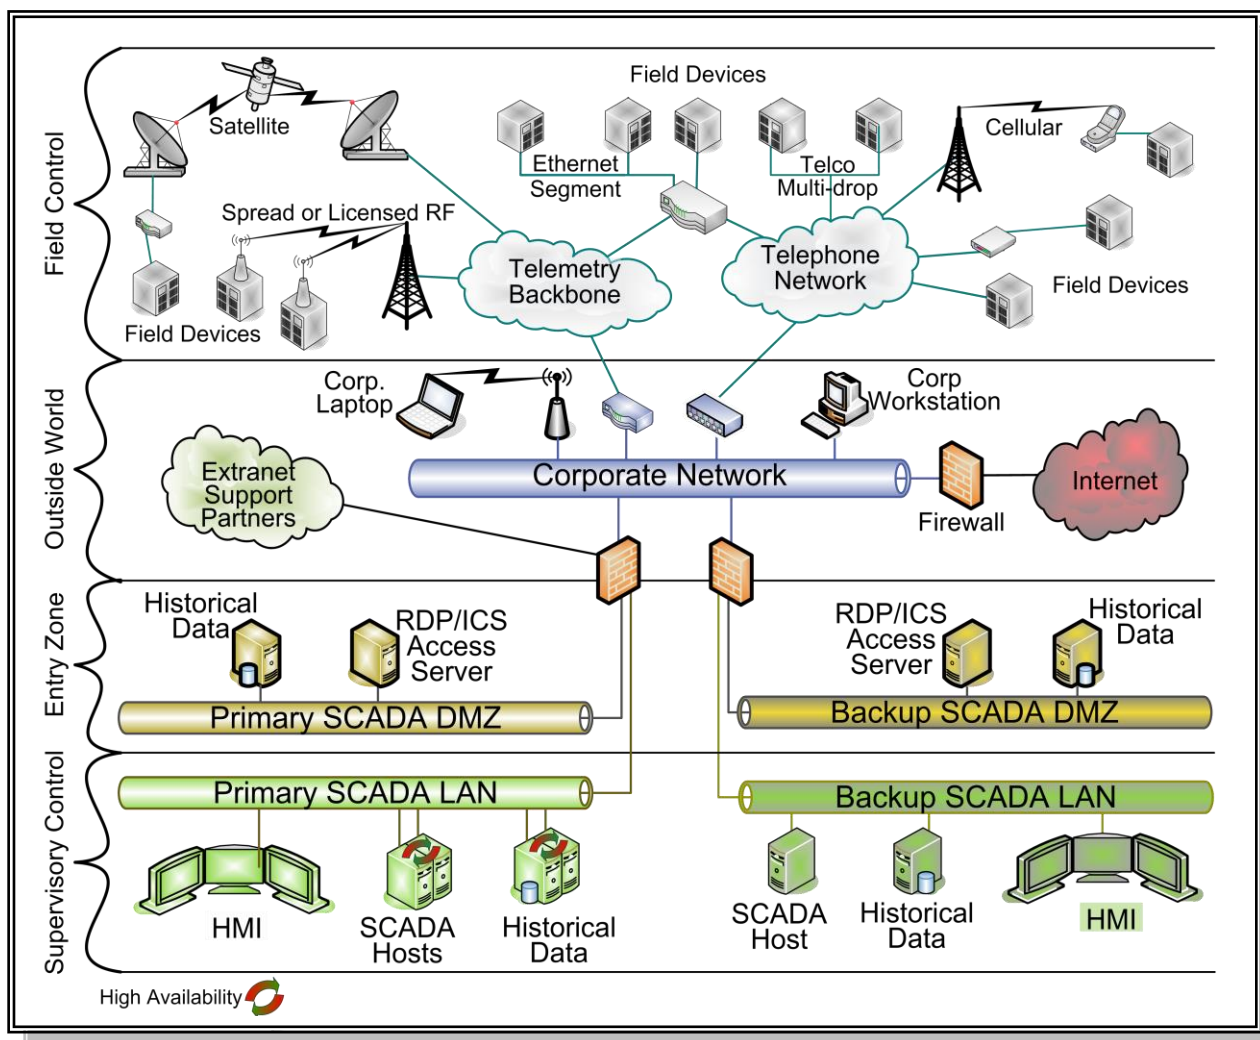 Field Control
Satellite
Field Devices
Ethernet
Segment
Telco
Multi-drop
Cellular
Spread or Licensed RF
Telemetry
Backbone
Telephone
Network
Field Devices
Field Devices
Outside World
Corp.
Laptop
Corp
Workstation
Extranet
Support
Partners
Corporate Network
Firewall
Internet
Entry Zone
Historical
Data
RDP/ICS
Access
Server
RDP/ICS
Access
Server
Historical
Data
Primary SCADA DMZ
Backup SCADA DMZ
Supervisory Control
Primary SCADA LAN
Backup SCADA LAN
HMI
SCADA
Hosts
Historical
Data
SCADA
Host
Historical
Data
HMI
High Availability